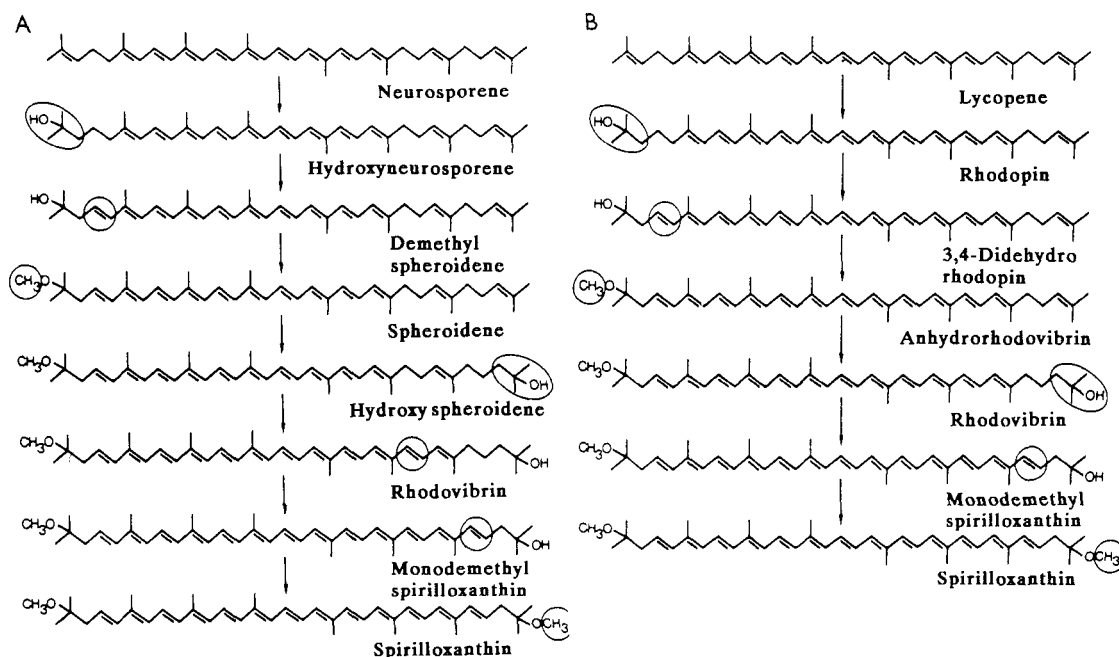 A
Neurosporene
HO
Hydroxyneurosporene
HO
Demethyl
spheroidene
CH₃O
Spheroidene
CH₃O
OH
Hydroxy spheroidene
CH₃O
OH
Rhodovibrin
CH₃O
OH
Monodemethyl
spirilloxanthin
CH₃O
OCH₃
Spirilloxanthin
B
Lycopene
HO
Rhodopin
HO
3,4-Didehydro
rhodopin
CH₃O
Anhydrorhodovibrin
CH₃O
OH
Rhodovibrin
CH₃O
OH
Monodemethyl
spirilloxanthin
CH₃O
OCH₃
Spirilloxanthin